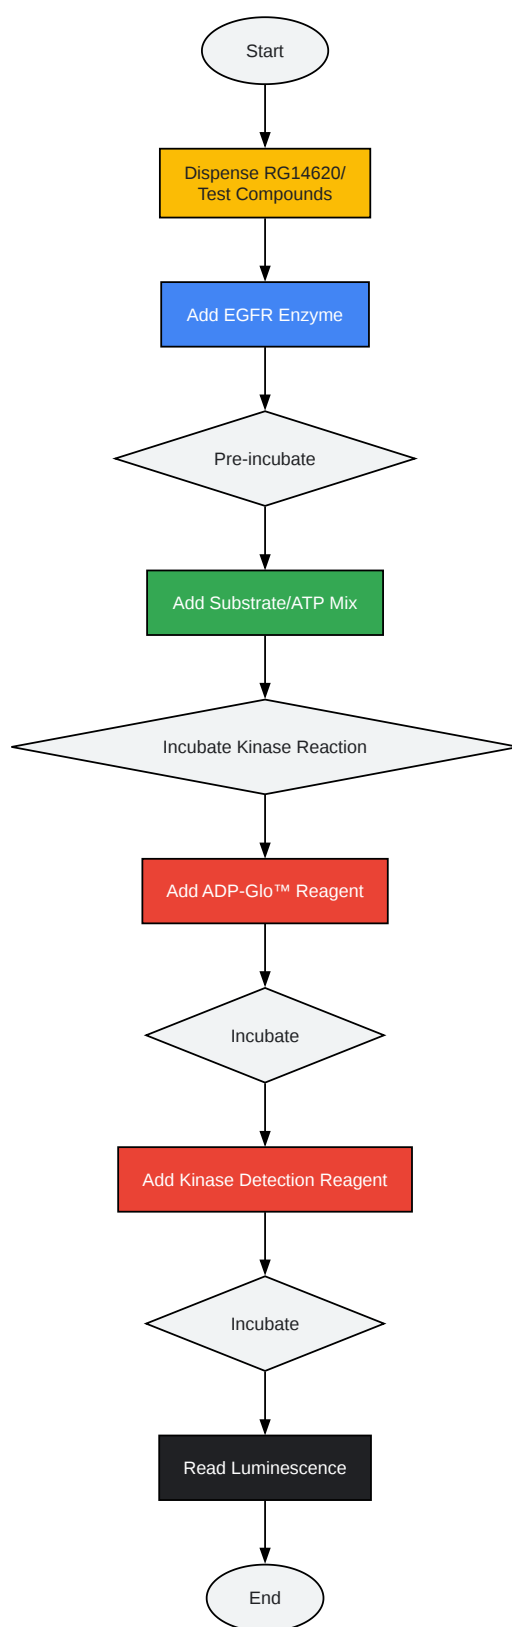 Start
Dispense RG14620/
Test Compounds
Add EGFR Enzyme
Pre-incubate
Add Substrate/ATP Mix
Incubate Kinase Reaction
Add ADP-Glo™ Reagent
Incubate
Add Kinase Detection Reagent
Incubate
Read Luminescence
End